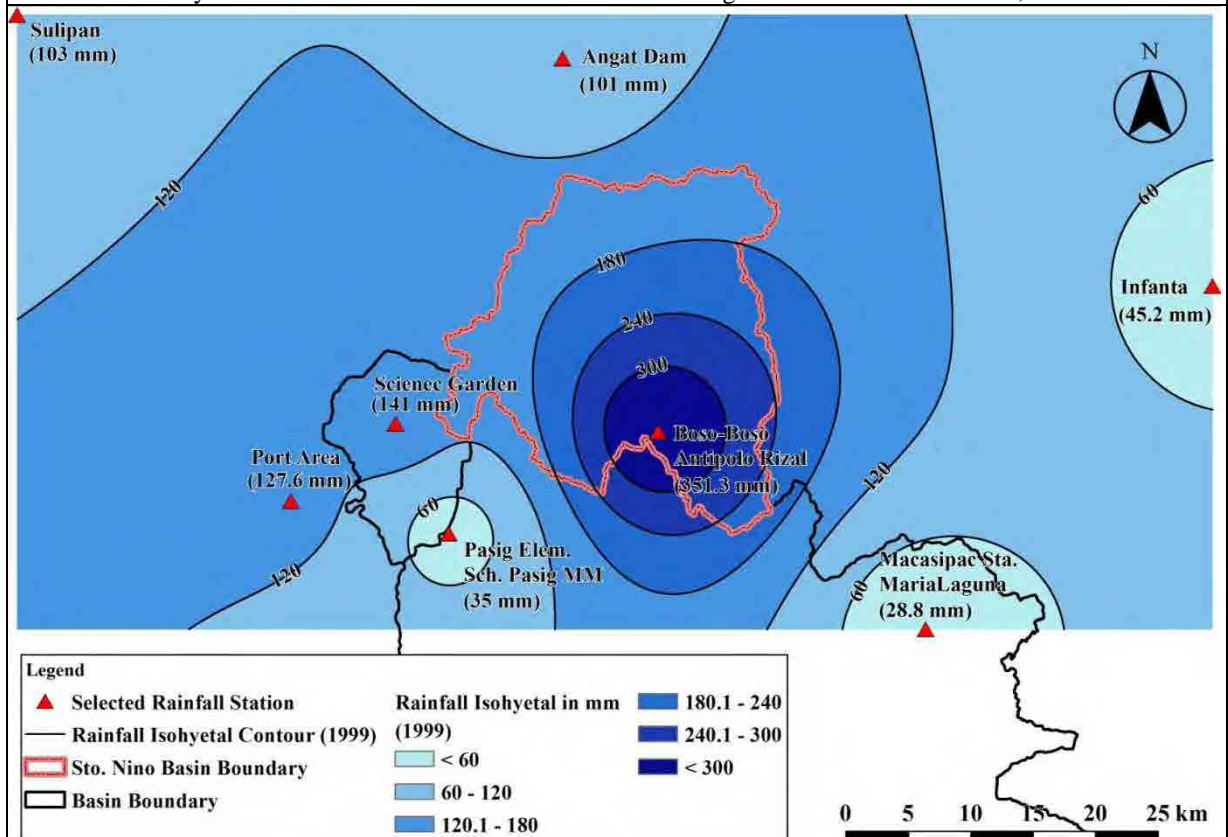 Sulipan
(103 mm)
Angat Dam
(101 mm)
N
120
60
180
Infanta
(45.2 mm)
240
300
Scienec Garden
(141 mm)
Boso-Boso
Antipolo Rizal
(351.3 mm)
Port Area
(127.6 mm)
120
60
120
Pasig Elem.
Sch. Pasig MM
(35 mm)
Macasipac Sta.
MariaLaguna
(28.8 mm)
60
Legend
Selected Rainfall Station
Rainfall Isohyetal Contour (1999)
Sto. Nino Basin Boundary
Basin Boundary
Rainfall Isohyetal in mm
(1999)
< 60
60 - 120
120.1 - 180
180.1 - 240
240.1 - 300
< 300
0 5 10 15 20 25 km